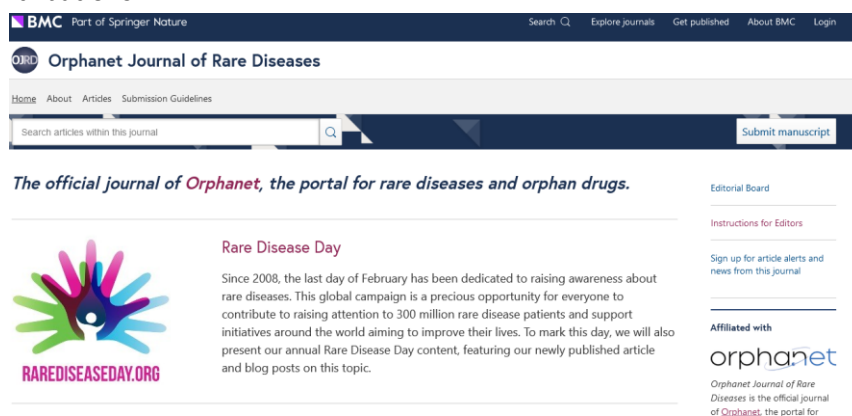 BMC Part of Springer Nature
Search Explore journals Get published About BMC Login
OJRD Orphanet Journal of Rare Diseases
Home About Articles Submission Guidelines
Search articles within this journal
Submit manuscript
The official journal of Orphanet, the portal for rare diseases and orphan drugs.
Rare Disease Day
Since 2008, the last day of February has been dedicated to raising awareness about
rare diseases. This global campaign is a precious opportunity for everyone to
contribute to raising attention to 300 million rare disease patients and support
initiatives around the world aiming to improve their lives. To mark this day, we will also
present our annual Rare Disease Day content, featuring our newly published article
and blog posts on this topic.
RAREDISEASEDAY.ORG
Editorial Board
Instructions for Editors
Sign up for article alerts and
news from this journal
Affiliated with
orphanet
Orphanet Journal of Rare
Diseases is the official journal
of Orphanet, the portal for